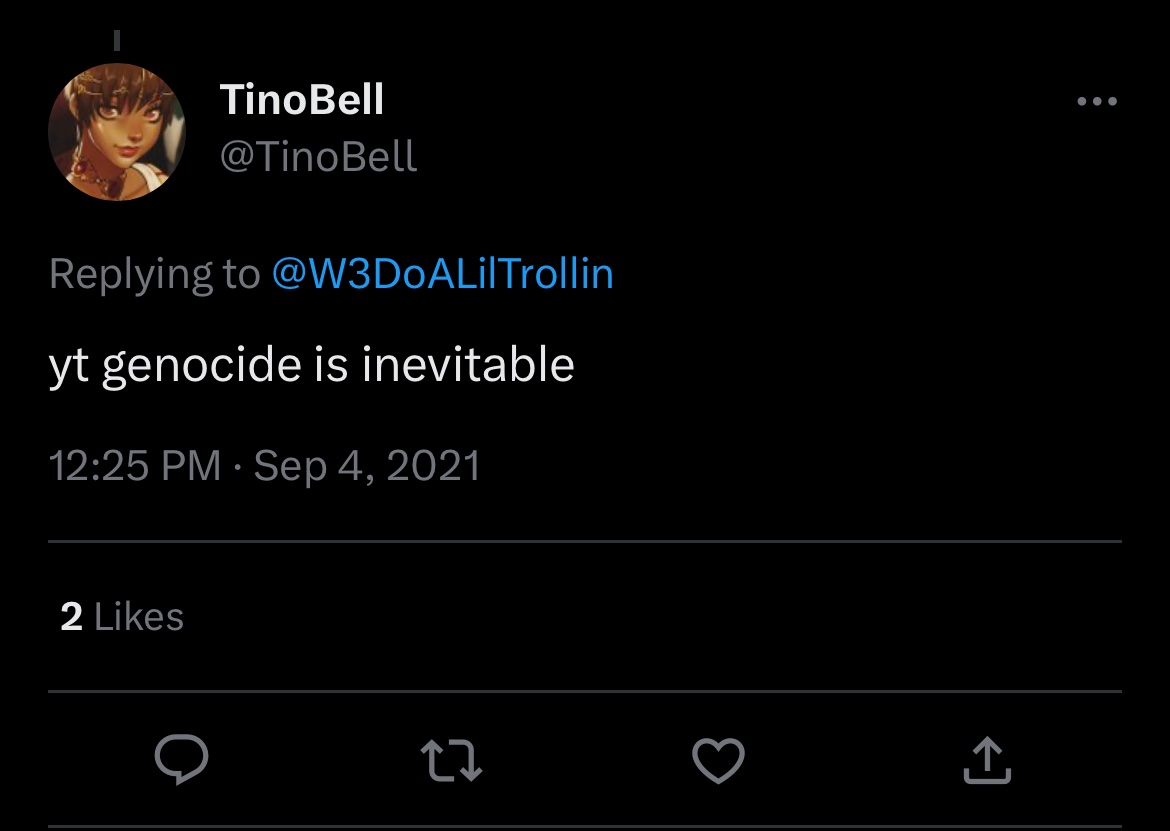 TinoBell
@TinoBell
Replying to @W3DoALilTrollin
yt genocide is inevitable
12:25 PM · Sep 4, 2021
2 Likes